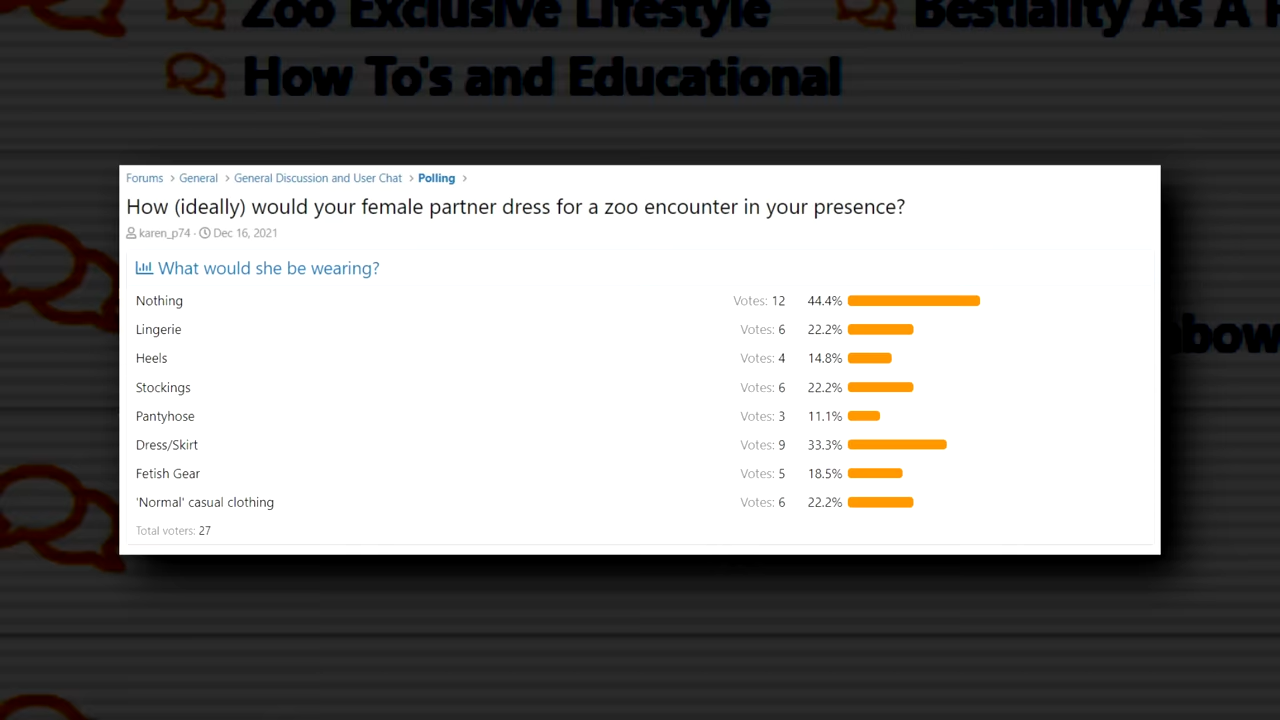 Zoo Exclusive Lifestyle
Bestiality As A
How To's and Educational
Forums > General > General Discussion and User Chat > Polling >
How (ideally) would your female partner dress for a zoo encounter in your presence?
karen_p74 · Dec 16, 2021
What would she be wearing?
Nothing Votes: 12 44.4%
Lingerie Votes: 6 22.2%
Heels Votes: 4 14.8%
Stockings Votes: 6 22.2%
Pantyhose Votes: 3 11.1%
Dress/Skirt Votes: 9 33.3%
Fetish Gear Votes: 5 18.5%
'Normal' casual clothing Votes: 6 22.2%
Total voters: 27